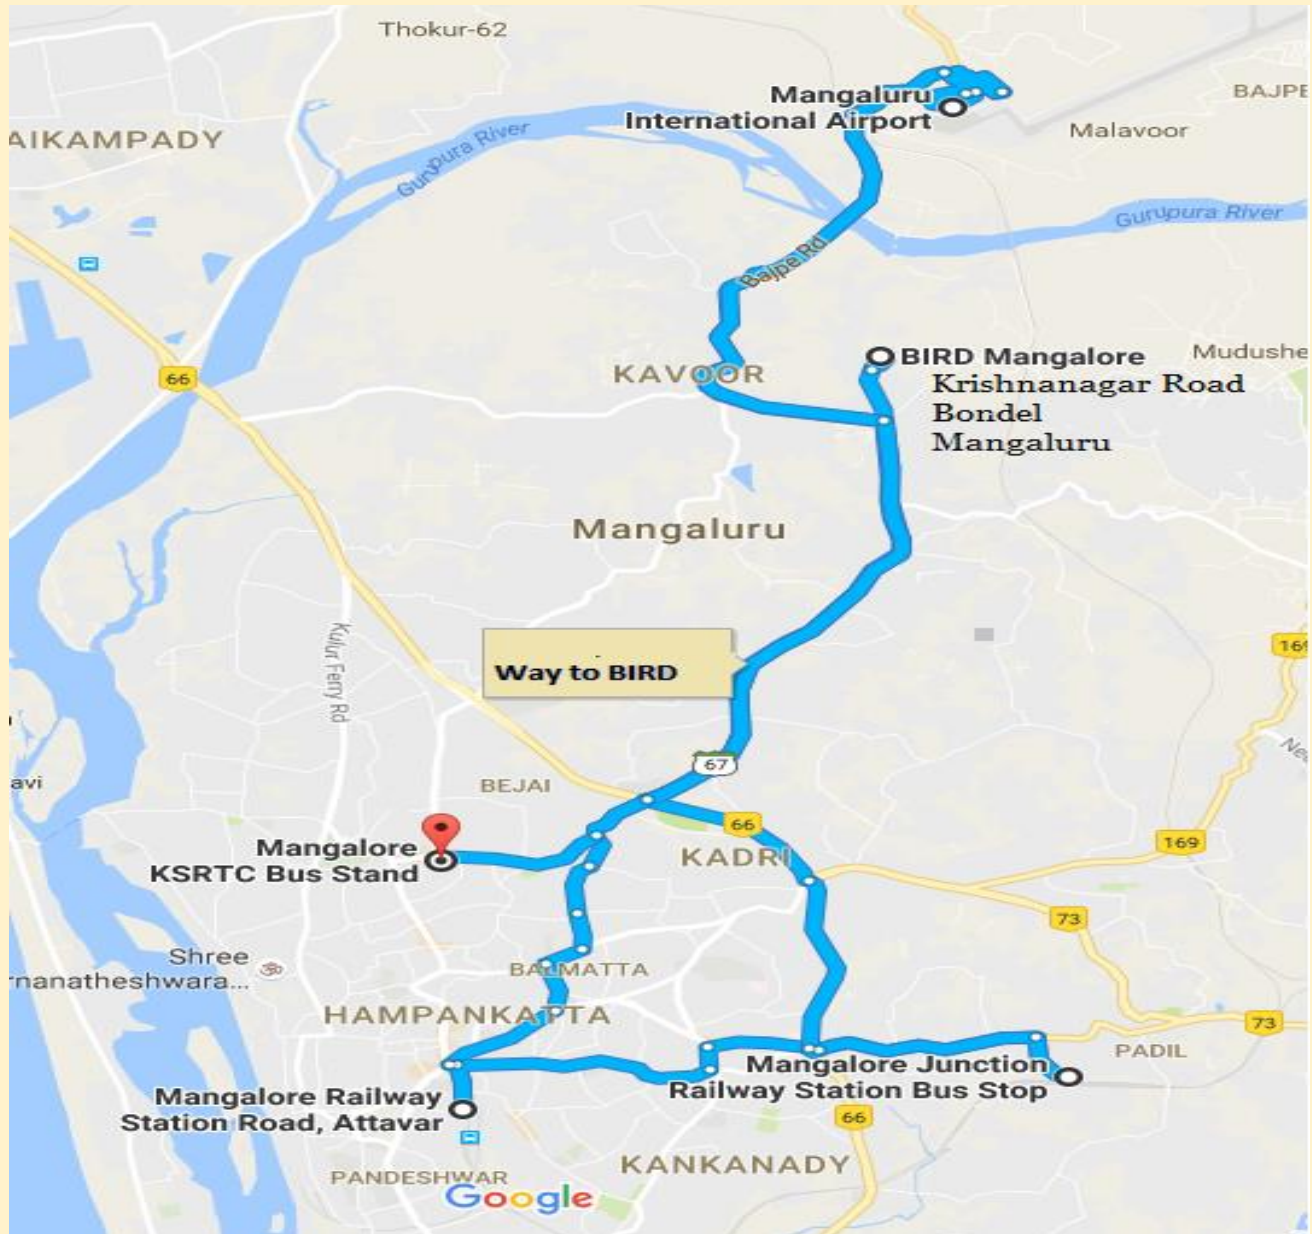 Thokur-62
Mangaluru
International Airport
BAJPE
Malavoor
AIKAMPADY
Gurupura River
Gurupura River
Bajpe Rd
66
KAVOOR
BIRD Mangalore
Krishnanagar Road
Bondel
Mangaluru
Mudushe
Mangaluru
Way to BIRD
169
Kulur Ferry Rd
67
avi
BEJAI
66
169
Mangalore
KSRTC Bus Stand
KADRI
73
Shree
rnanatheshwara...
BALMATTA
HAMPANKATTA
73
PADIL
Mangalore Junction
Railway Station Bus Stop
Mangalore Railway
Station Road, Attavar
66
KANKANADY
PANDESHWAR
Google